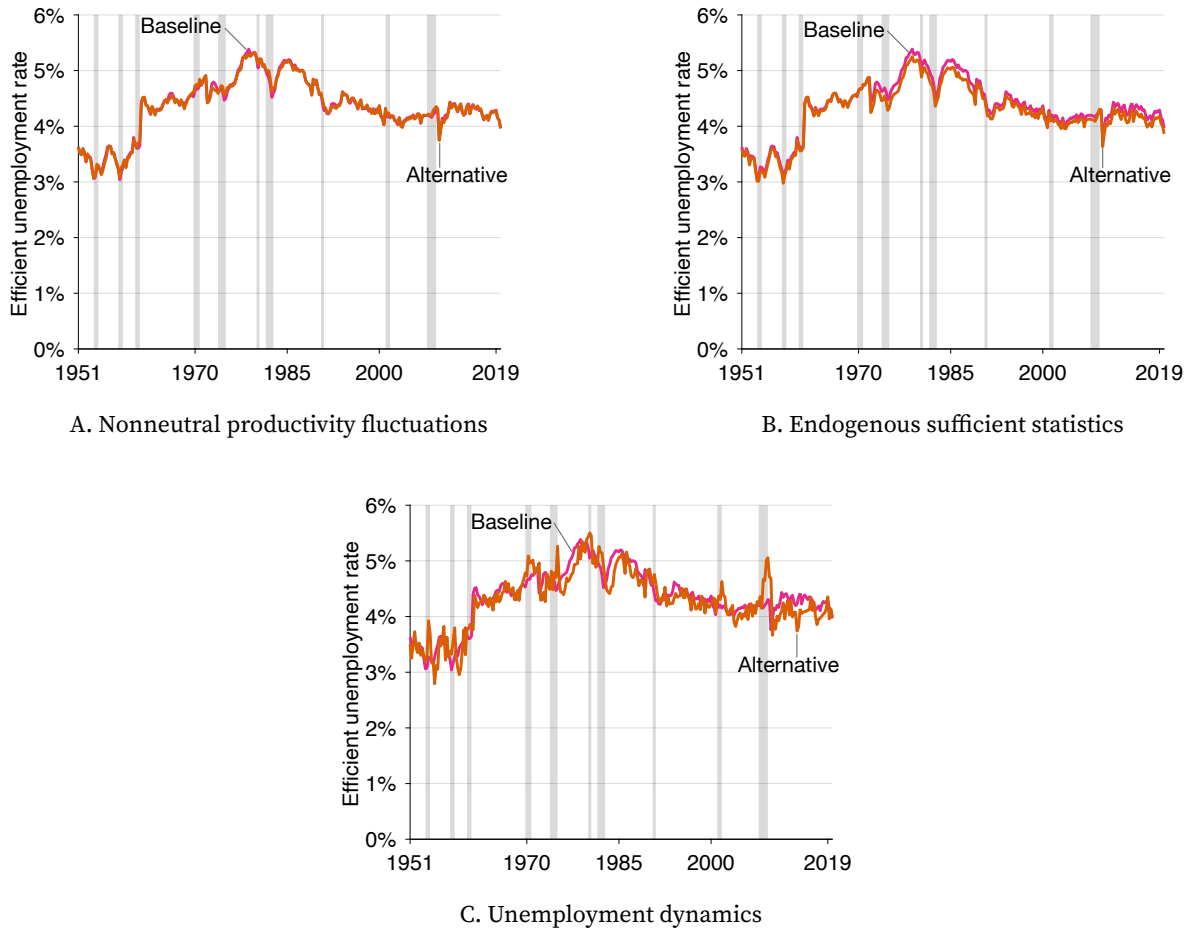 Efficient unemployment rate
6%
5%
4%
3%
2%
1%
0%
Baseline
Alternative
1951 1970 1985 2000 2019
A. Nonneutral productivity fluctuations
Efficient unemployment rate
6%
5%
4%
3%
2%
1%
0%
Baseline
Alternative
1951 1970 1985 2000 2019
B. Endogenous sufficient statistics
Efficient unemployment rate
6%
5%
4%
3%
2%
1%
0%
Baseline
Alternative
1951 1970 1985 2000 2019
C. Unemployment dynamics